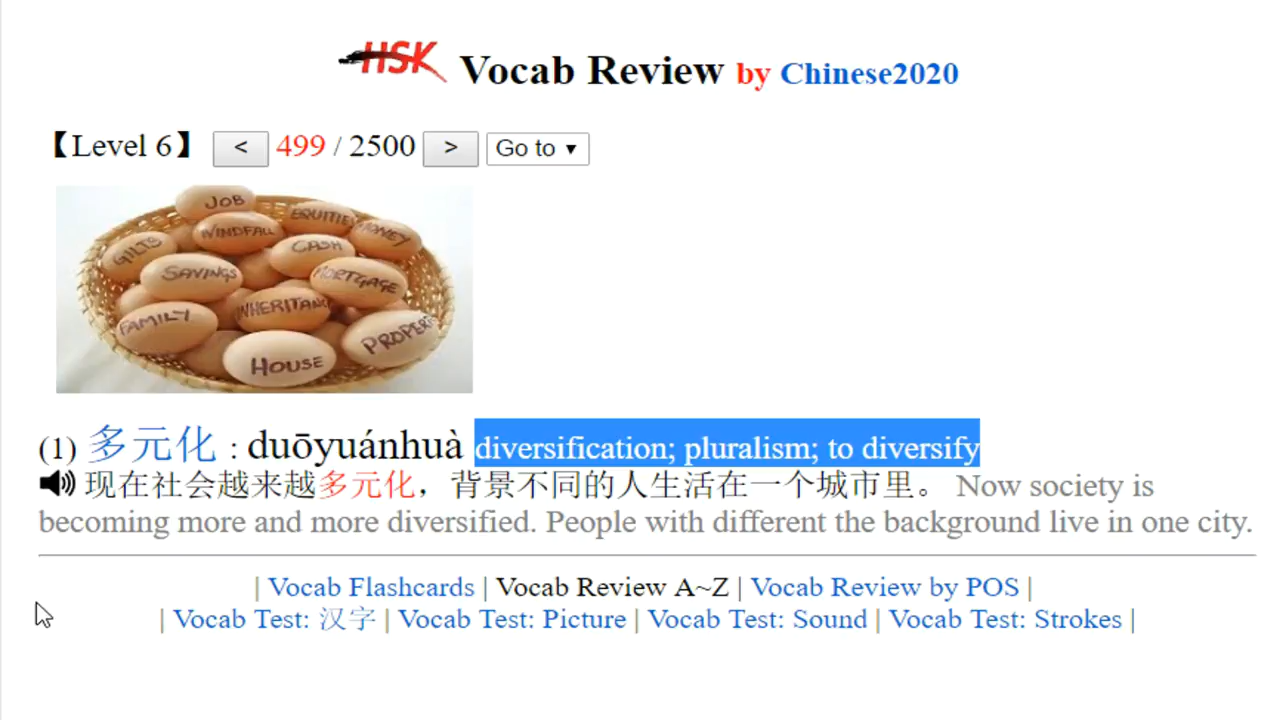 HSK Vocab Review by Chinese2020
【Level 6】 < 499 / 2500 > Go to ▼
JOB
EQUITIE
WINDFALL
MONEY
GILTS
CASH
SAVINGS
MORTGAGE
INHERITANC
FAMILY
PROPER
HOUSE
(1) 多元化 : duōyuánhuà diversification; pluralism; to diversify
现在社会越来越多元化，背景不同的人生活在一个城市里。 Now society is
becoming more and more diversified. People with different the background live in one city.
| Vocab Flashcards | Vocab Review A~Z | Vocab Review by POS |
| Vocab Test: 汉字 | Vocab Test: Picture | Vocab Test: Sound | Vocab Test: Strokes |